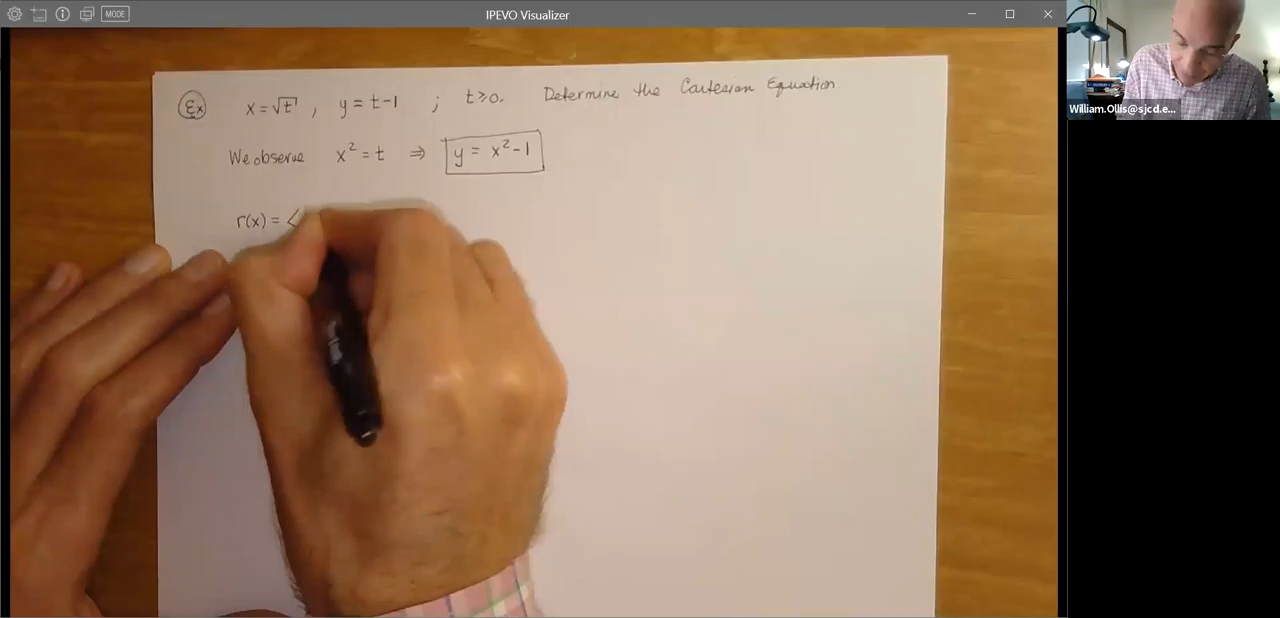 IPEVO Visualizer
MODE
William.Ollis@sjcd.e...
Ex x = √t , y = t-1 ; t ≥ 0. Determine the Cartesian Equation
We observe x² = t ⇒ y = x²-1
r(x) = <